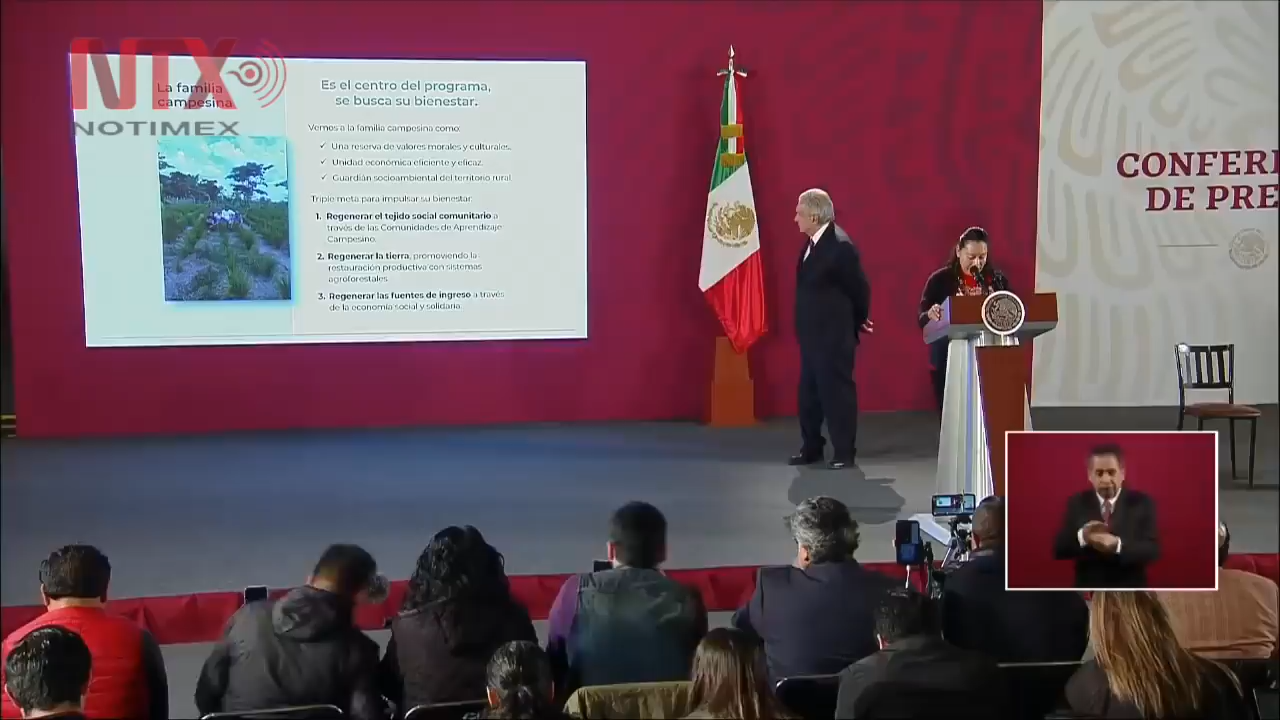 NTX
NOTIMEX
La familia
campesina
Es el centro del programa,
se busca su bienestar.
Vemos a la familia campesina como:
✓ Una reserva de valores morales y culturales.
✓ Unidad económica eficiente y eficaz.
✓ Guardián socioambiental del territorio rural.
Triple meta para impulsar su bienestar:
1. Regenerar el tejido social comunitario a
través de las Comunidades de Aprendizaje
Campesino.
2. Regenerar la tierra, promoviendo la
restauración productiva con sistemas
agroforestales.
3. Regenerar las fuentes de ingreso a través
de la economía social y solidaria.
CONFER
DE PRE